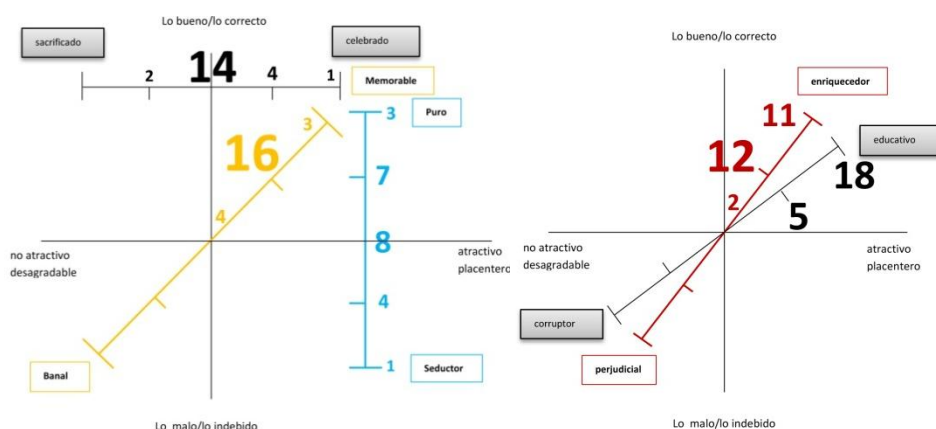 Lo bueno/lo correcto
sacrificado
celebrado
2
14
4
1
Memorable
3
16
4
3
Puro
7
8
4
1
Seductor
no atractivo
desagradable
atractivo
placentero
Banal
Lo malo/lo indebido
Lo bueno/lo correcto
enriquecedor
11
12
2
educativo
18
5
no atractivo
desagradable
atractivo
placentero
corruptor
perjudicial
Lo malo/lo indebido